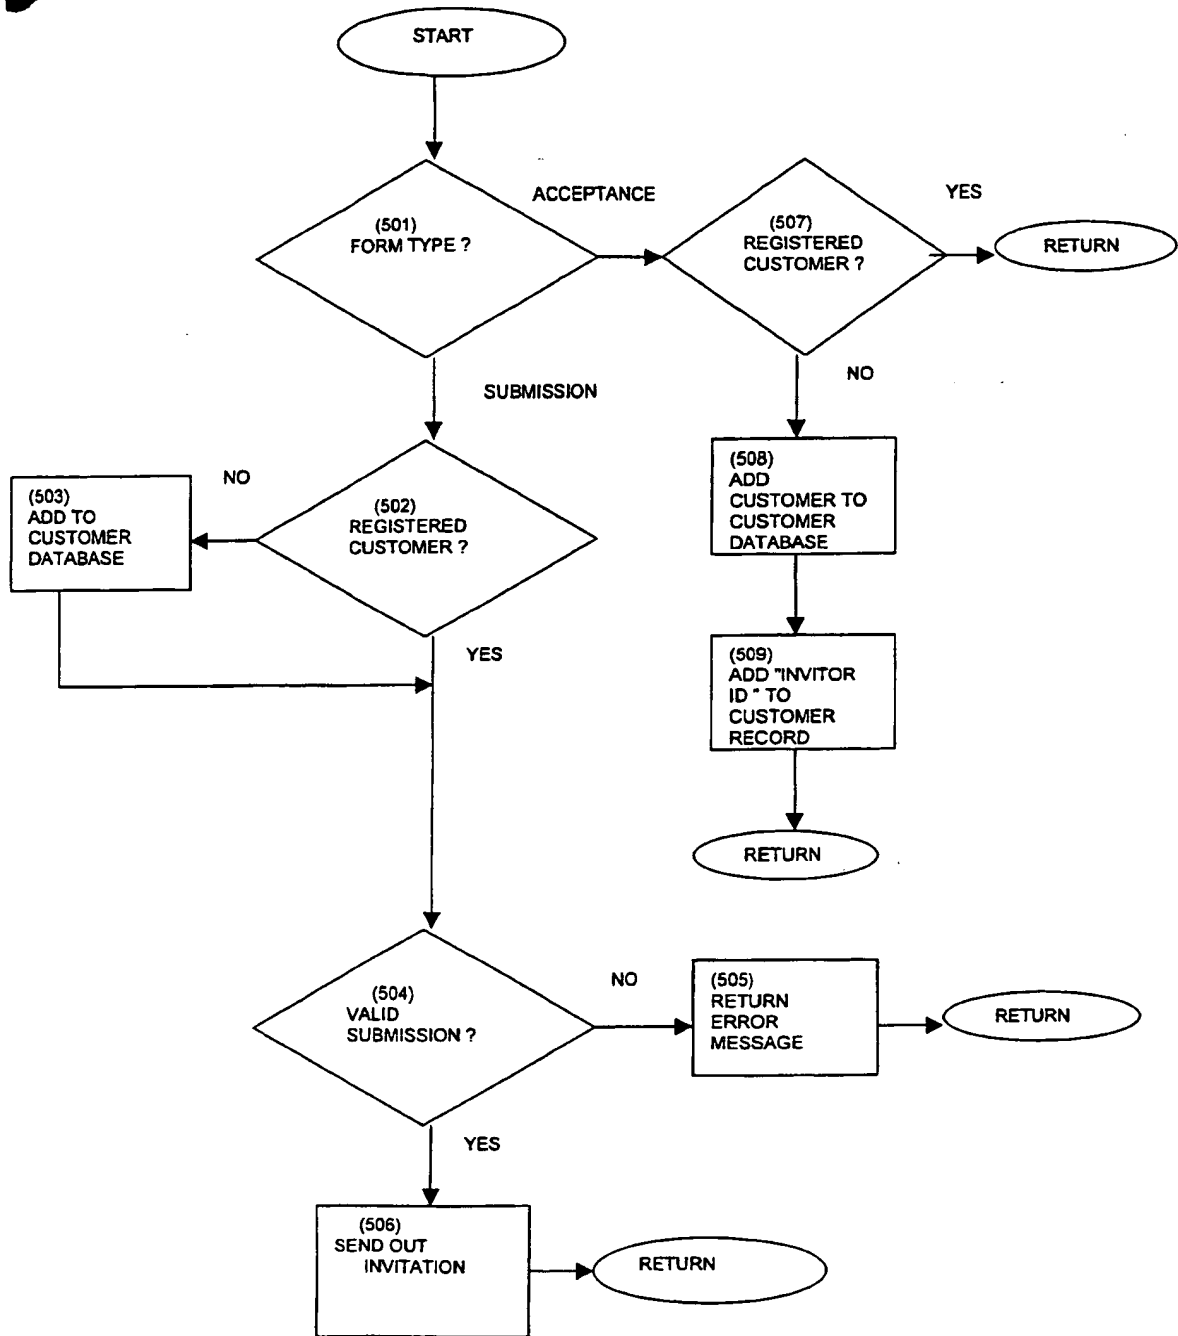 START
ACCEPTANCE
YES
(501)
FORM TYPE ?
(507)
REGISTERED
CUSTOMER ?
RETURN
NO
SUBMISSION
(508)
ADD
CUSTOMER TO
CUSTOMER
DATABASE
NO
(503)
ADD TO
CUSTOMER
DATABASE
(502)
REGISTERED
CUSTOMER ?
YES
(509)
ADD "INVITOR
ID " TO
CUSTOMER
RECORD
RETURN
(504)
VALID
SUBMISSION ?
NO
(505)
RETURN
ERROR
MESSAGE
RETURN
YES
(506)
SEND OUT
INVITATION
RETURN